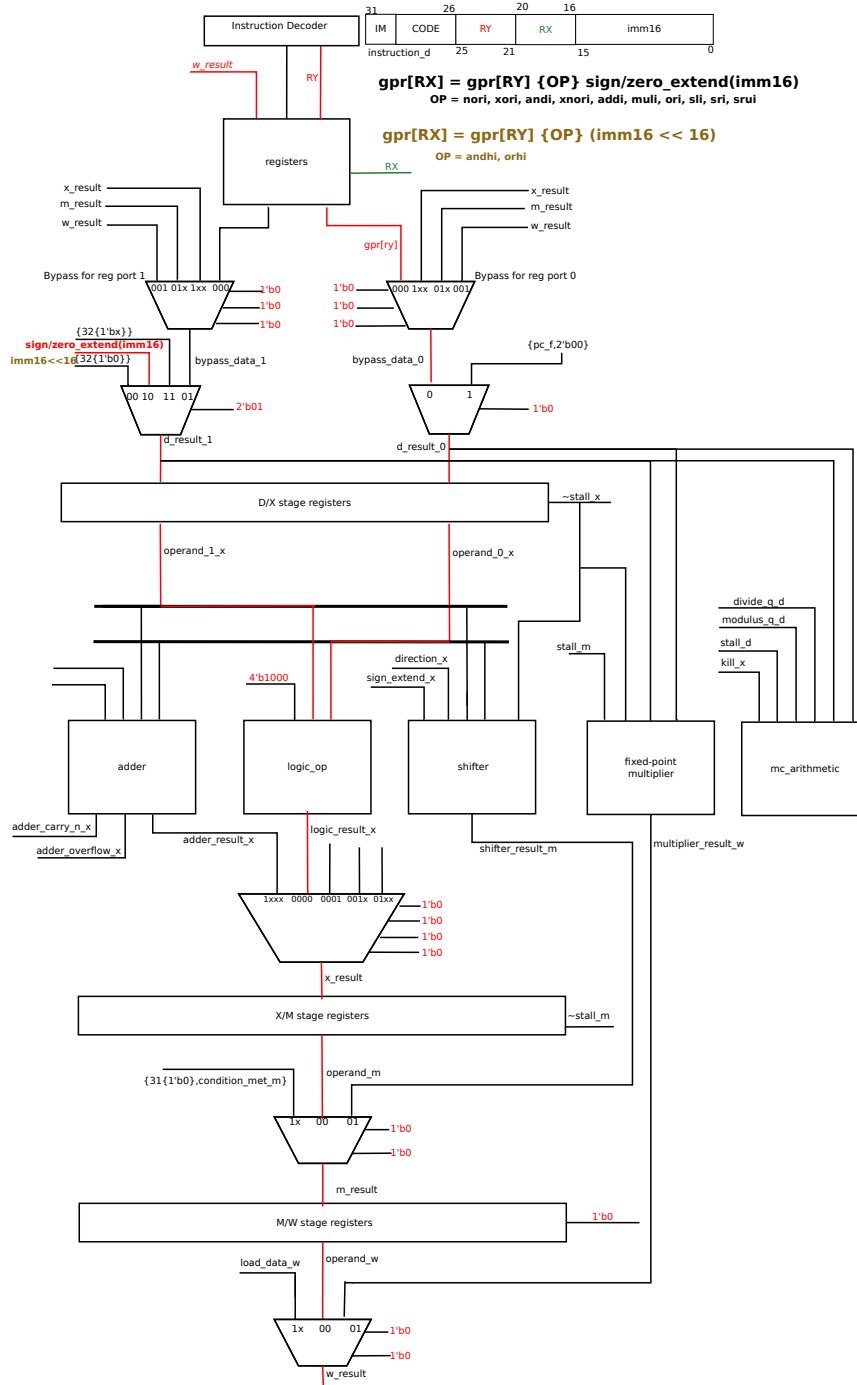 31 26 20 16
Instruction Decoder
IM CODE RY RX imm16
instruction_d 25 21 15 0
w_result
RY
gpr[RX] = gpr[RY] {OP} sign/zero_extend(imm16)
OP = nori, xori, andi, xnori, addi, muli, ori, sli, sri, srui
gpr[RX] = gpr[RY] {OP} (imm16 << 16)
OP = andhi, orhi
registers
RX
x_result
m_result
w_result
x_result
m_result
w_result
gpr[ry]
Bypass for reg port 1
001 01x 1xx 000
1'b0
1'b0
1'b0
1'b0
1'b0
1'b0
000 1xx 01x 001
Bypass for reg port 0
{32{1'bx}}
sign/zero_extend(imm16)
imm16<<16
{32{1'b0}}
bypass_data_1
bypass_data_0
{pc_f,2'b00}
00 10 11 01
2'b01
0 1
1'b0
d_result_1
d_result_0
D/X stage registers
~stall_x
operand_1_x
operand_0_x
divide_q_d
modulus_q_d
stall_d
kill_x
stall_m
direction_x
sign_extend_x
4'b1000
adder
logic_op
shifter
fixed-point
multiplier
mc_arithmetic
adder_carry_n_x
adder_overflow_x
adder_result_x
logic_result_x
shifter_result_m
multiplier_result_w
1xxx 0000 0001 001x 01xx
1'b0
1'b0
1'b0
1'b0
x_result
X/M stage registers
~stall_m
operand_m
{31{1'b0},condition_met_m}
1x 00 01
1'b0
1'b0
m_result
M/W stage registers
1'b0
operand_w
load_data_w
1x 00 01
1'b0
1'b0
w_result